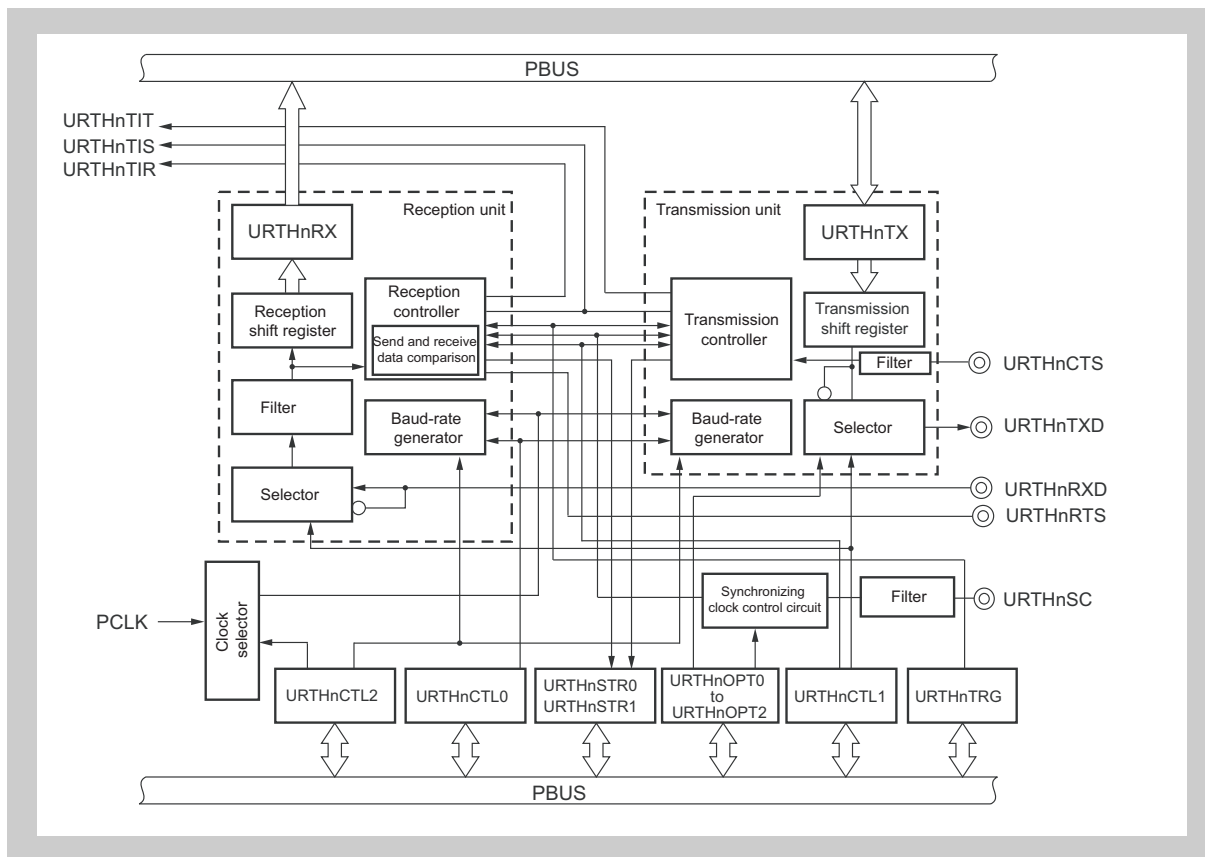 PBUS
URTHnTIT
URTHnTIS
URTHnTIR
Reception unit
Transmission unit
URTHnRX
URTHnTX
Reception
shift register
Reception
controller
Send and receive
data comparison
Transmission
controller
Transmission
shift register
Filter
URTHnCTS
Filter
Baud-rate
generator
Baud-rate
generator
Selector
URTHnTXD
Selector
URTHnRXD
URTHnRTS
PCLK
Clock
selector
Synchronizing
clock control circuit
Filter
URTHnSC
URTHnCTL2
URTHnCTL0
URTHnSTR0
URTHnSTR1
URTHnOPT0
to
URTHnOPT2
URTHnCTL1
URTHnTRG
PBUS